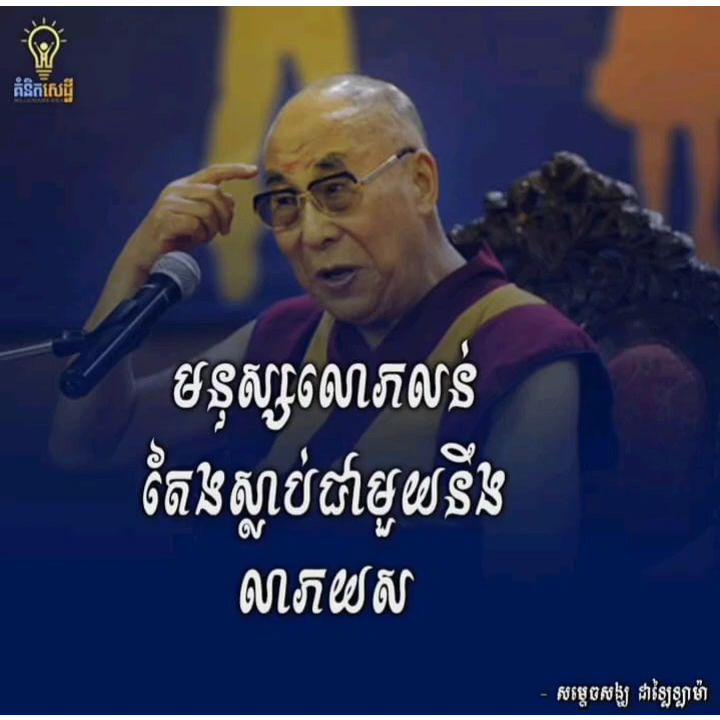 គំនិតសេដ្ឋី
មនុស្សលោភលន់
តែងស្លាប់ជាមួយនឹង
លាភយស
- សម្តេចសង្ឃ ដាឡៃឡាម៉ា